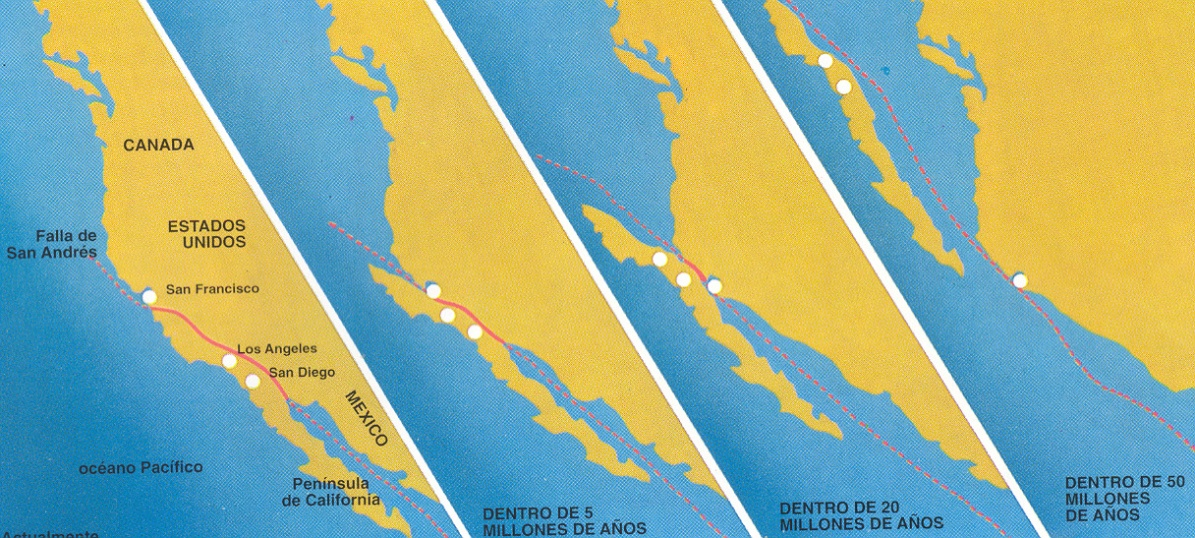 CANADA
ESTADOS
UNIDOS
Falla de
San Andrés
San Francisco
Los Angeles
San Diego
MEXICO
océano Pacífico
Península
de California
Actualmente
DENTRO DE 5
MILLONES DE AÑOS
DENTRO DE 20
MILLONES DE AÑOS
DENTRO DE 50
MILLONES
DE AÑOS